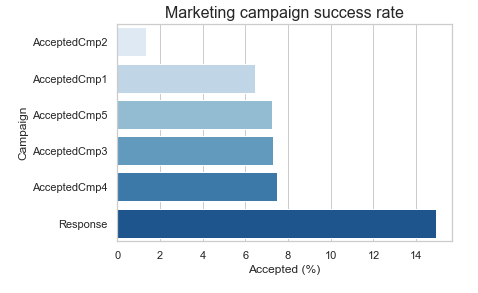 Marketing campaign success rate
Campaign
AcceptedCmp2
AcceptedCmp1
AcceptedCmp5
AcceptedCmp3
AcceptedCmp4
Response
0 2 4 6 8 10 12 14
Accepted (%)